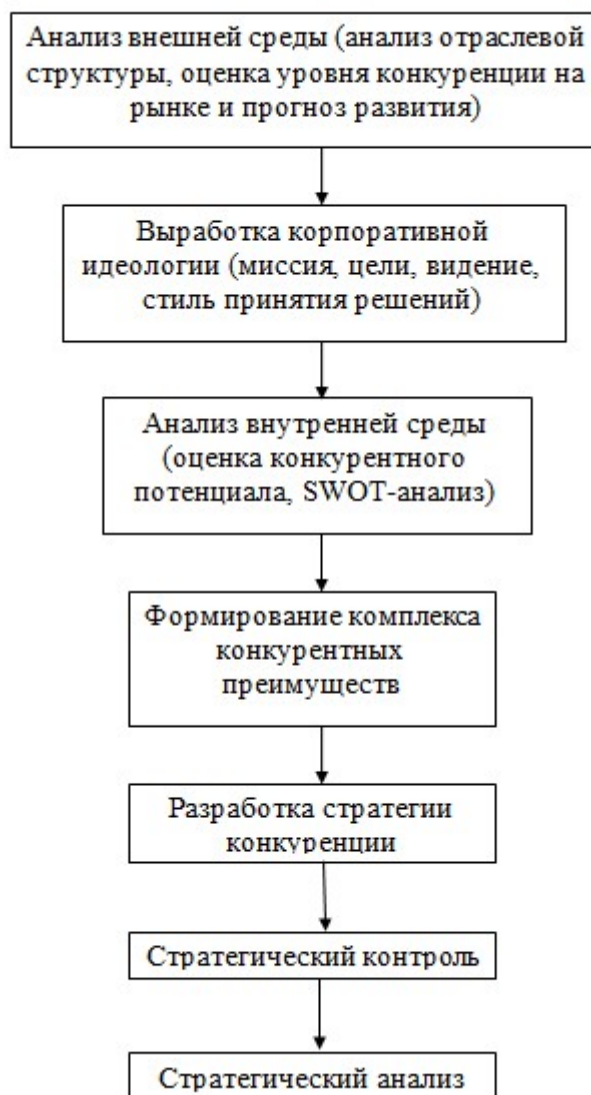 Анализ внешней среды (анализ отраслевой
структуры, оценка уровня конкуренции на
рынке и прогноз развития)
Выработка корпоративной
идеологии (миссия, цели, видение,
стиль принятия решений)
Анализ внутренней среды
(оценка конкурентного
потенциала, SWOT-анализ)
Формирование комплекса
конкурентных
преимуществ
Разработка стратегии
конкуренции
Стратегический контроль
Стратегический анализ